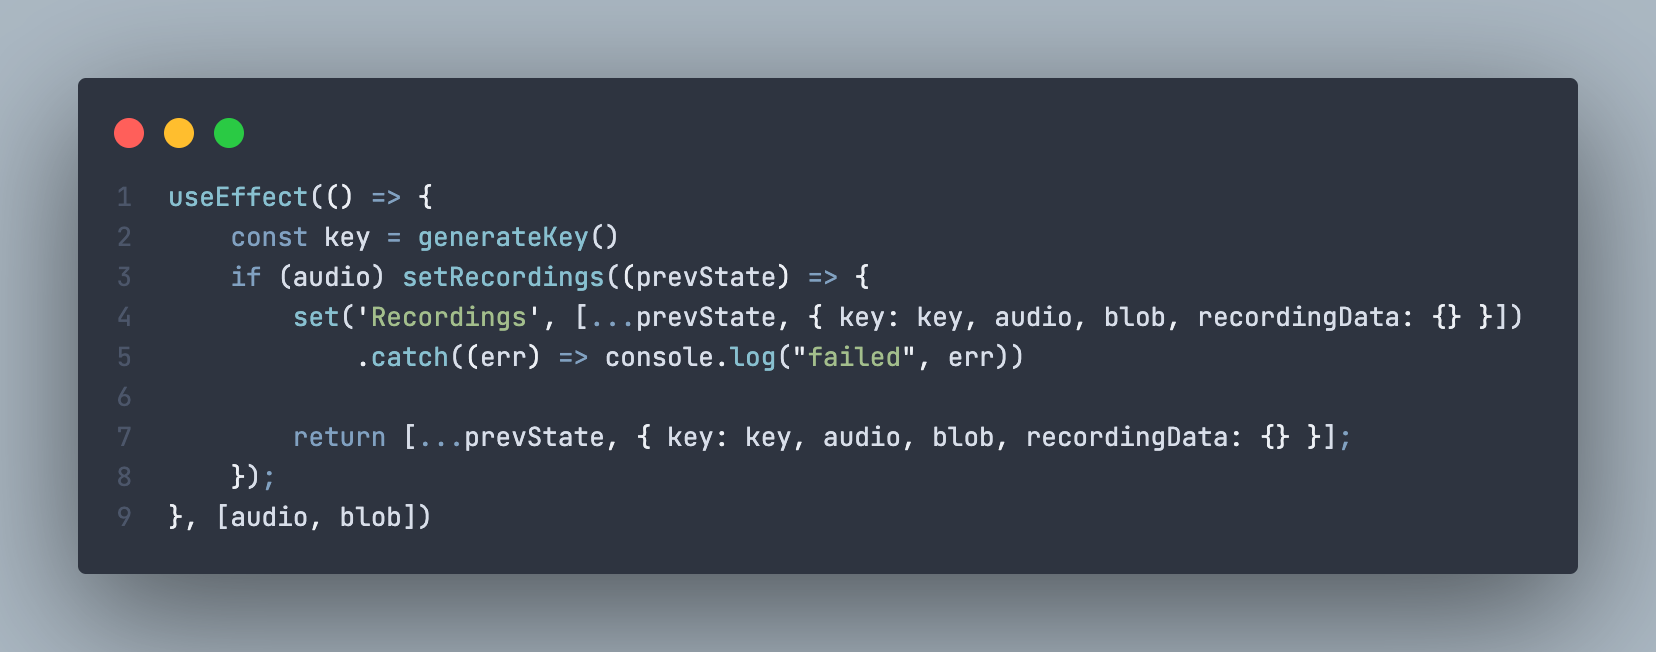 1 useEffect(() => {
2     const key = generateKey()
3     if (audio) setRecordings((prevState) => {
4         set('Recordings', [...prevState, { key: key, audio, blob, recordingData: {} }])
5             .catch((err) => console.log("failed", err))
6
7         return [...prevState, { key: key, audio, blob, recordingData: {} }];
8     });
9 }, [audio, blob])